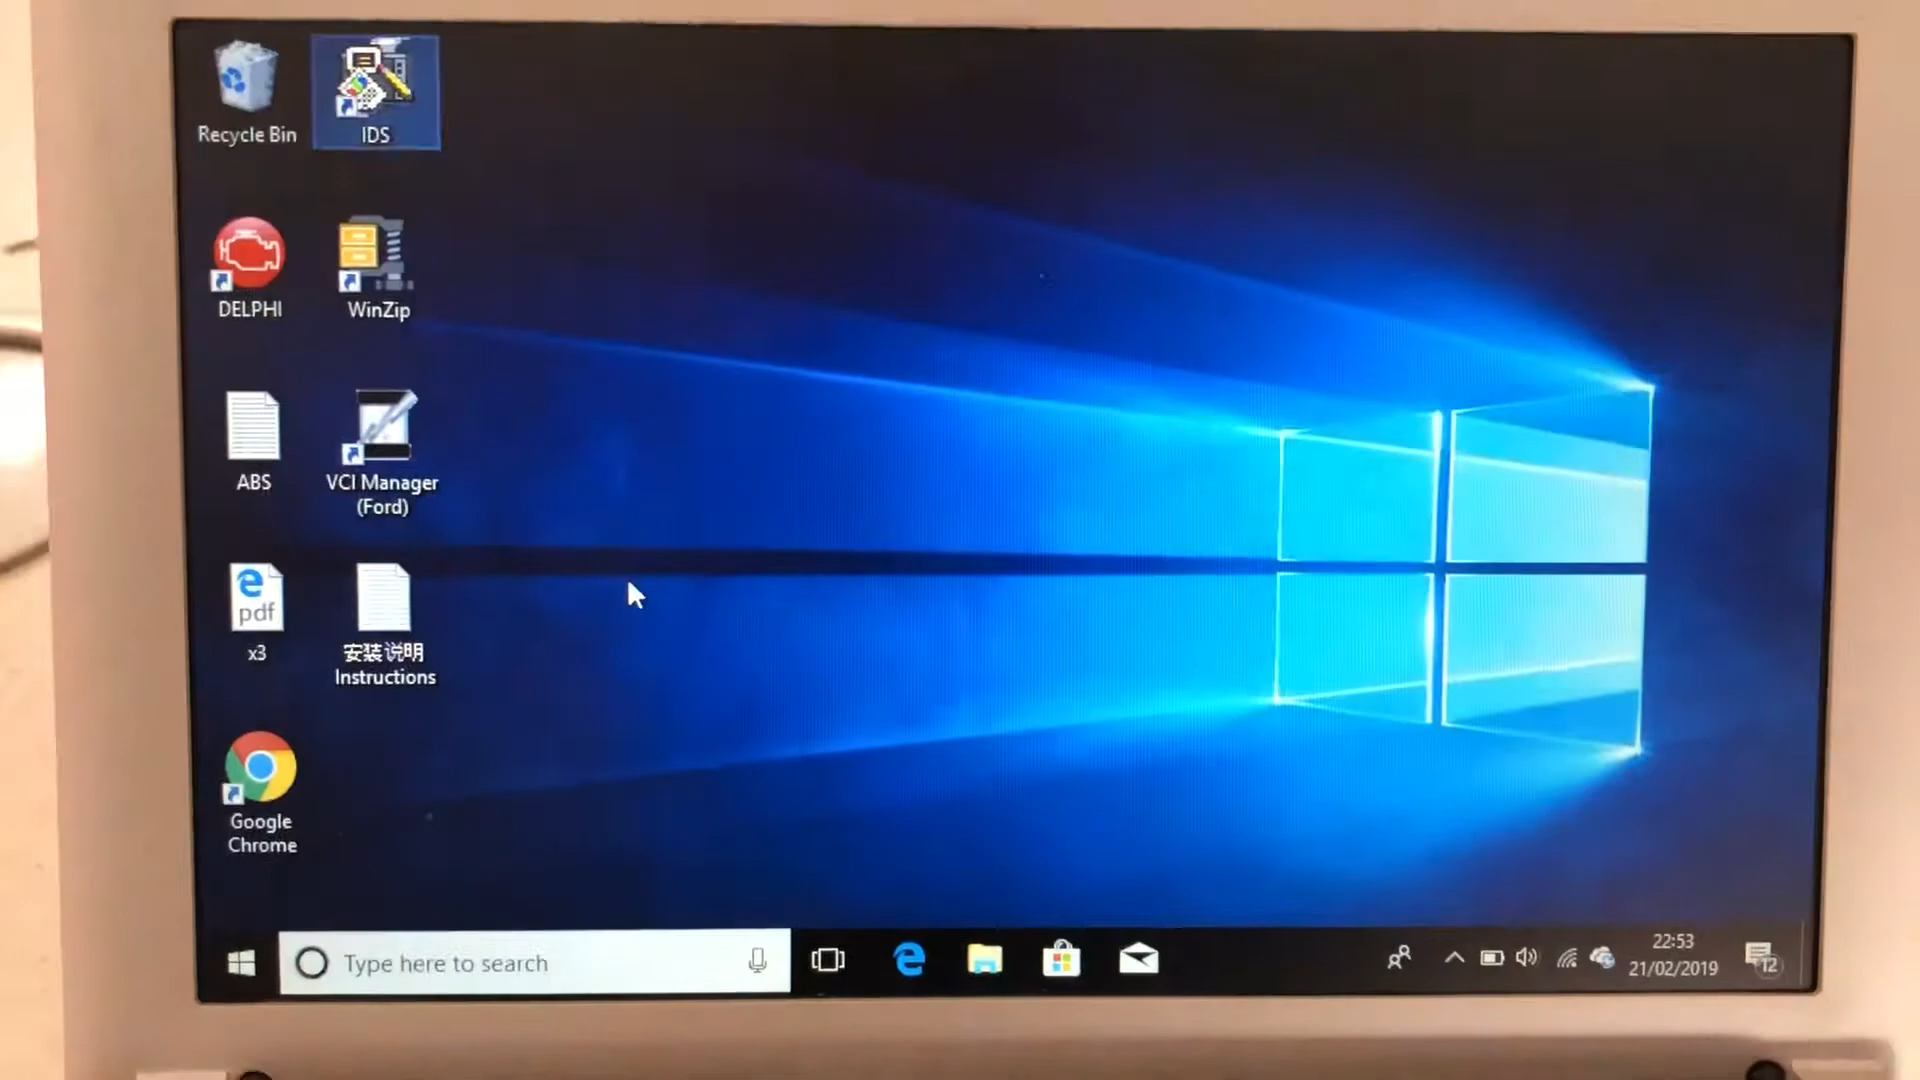 Recycle Bin
IDS
DELPHI
WinZip
ABS
VCI Manager
(Ford)
pdf
x3
安装说明
Instructions
Google
Chrome
Type here to search
22:53
21/02/2019
12